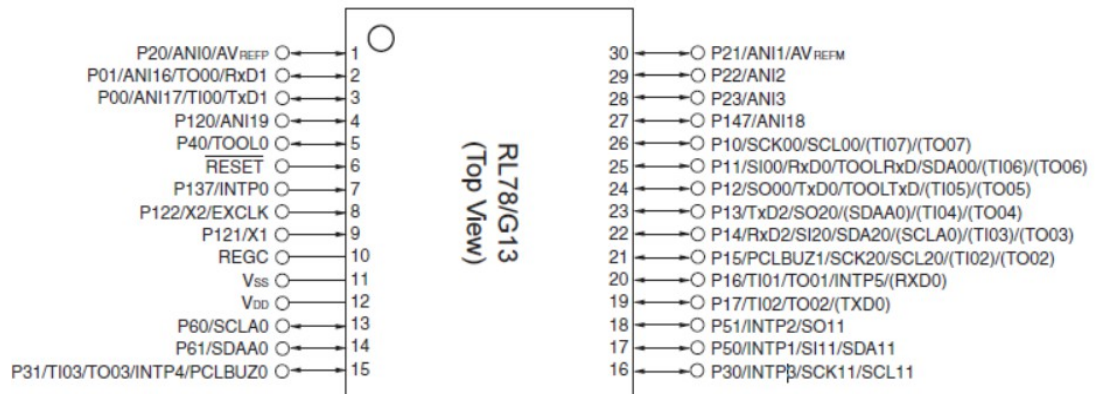 P20/ANI0/AVREFP 1
P01/ANI16/TO00/RxD1 2
P00/ANI17/TI00/TxD1 3
P120/ANI19 4
P40/TOOL0 5
RESET 6
P137/INTP0 7
P122/X2/EXCLK 8
P121/X1 9
REGC 10
VSS 11
VDD 12
P60/SCLA0 13
P61/SDAA0 14
P31/TI03/TO03/INTP4/PCLBUZ0 15
RL78/G13
(Top View)
30 P21/ANI1/AVREFM
29 P22/ANI2
28 P23/ANI3
27 P147/ANI18
26 P10/SCK00/SCL00/(TI07)/(TO07)
25 P11/SI00/RxD0/TOOLRxD/SDA00/(TI06)/(TO06)
24 P12/SO00/TxD0/TOOLTxD/(TI05)/(TO05)
23 P13/TxD2/SO20/(SDAA0)/(TI04)/(TO04)
22 P14/RxD2/SI20/SDA20/(SCLA0)/(TI03)/(TO03)
21 P15/PCLBUZ1/SCK20/SCL20/(TI02)/(TO02)
20 P16/TI01/TO01/INTP5/(RXD0)
19 P17/TI02/TO02/(TXD0)
18 P51/INTP2/SO11
17 P50/INTP1/SI11/SDA11
16 P30/INTP3/SCK11/SCL11